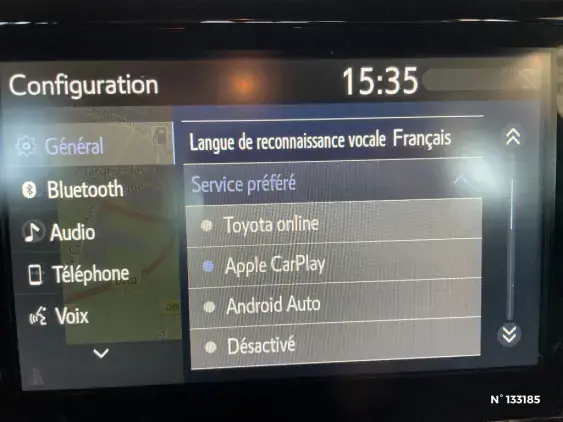 Configuration
15:35
Général
Bluetooth
Audio
Téléphone
Voix
Langue de reconnaissance vocale Français
Service préféré
Toyota online
Apple CarPlay
Android Auto
Désactivé
N° 133185